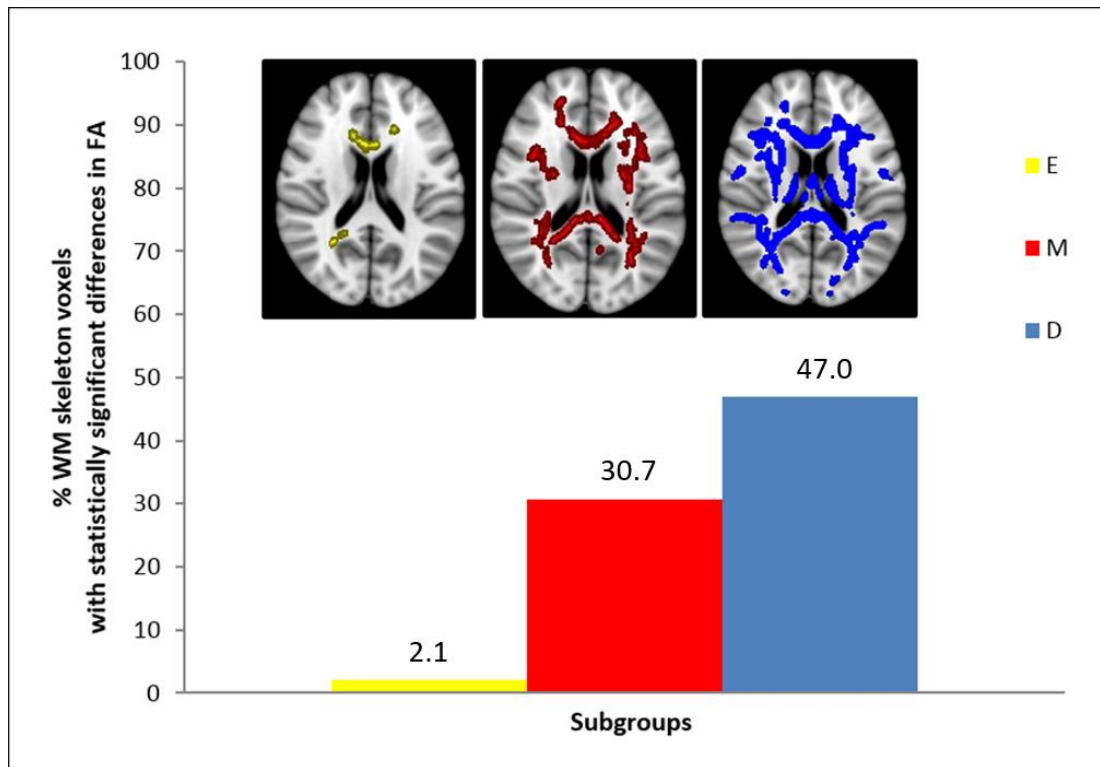 % WM skeleton voxels
with statistically significant differences in FA
100
90
80
70
60
50
40
30
20
10
0
2.1
30.7
47.0
Subgroups
E
M
D